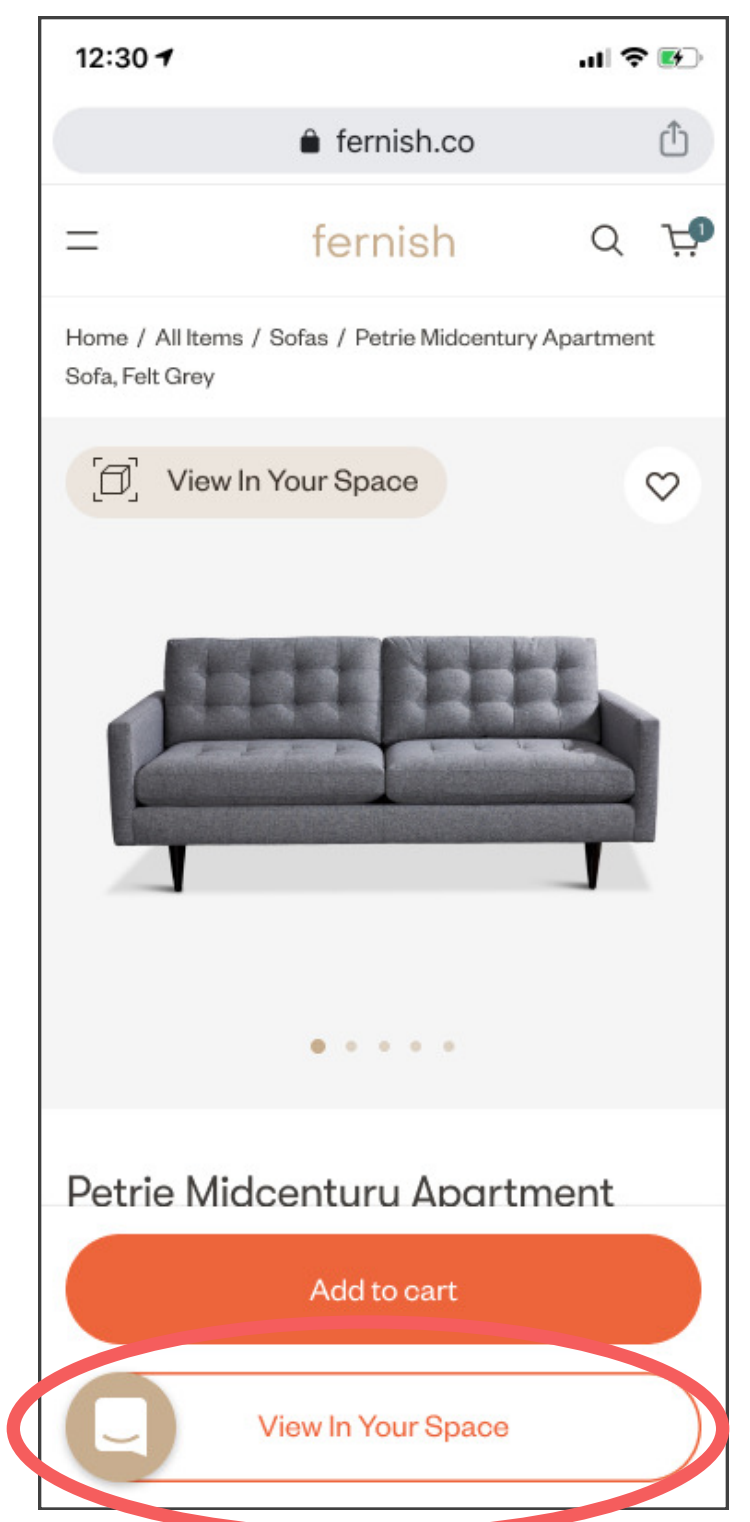 12:30
fernish.co
fernish
1
Home / All Items / Sofas / Petrie Midcentury Apartment
Sofa, Felt Grey
View In Your Space
Petrie Midcentury Apartment
Add to cart
View In Your Space